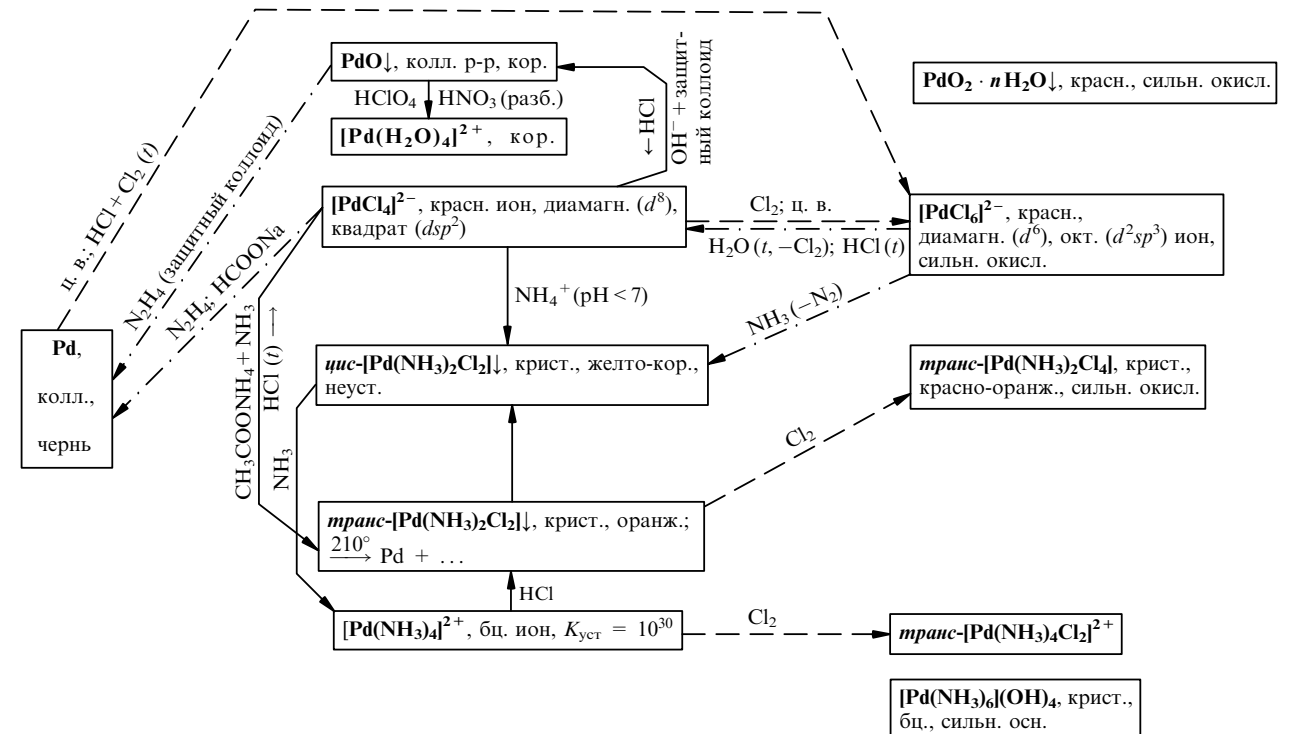 PdO↓, колл. р-р, кор.
HClO₄ HNO₃ (разб.)
[Pd(H₂O)₄]²⁺, кор.
PdO₂ · nH₂O↓, красн., сильн. окисл.
← HCl
OH⁻ + защит-
ный коллоид
ц. в.; HCl + Cl₂ (t)
N₂H₄ (защитный коллоид)
N₂H₄; HCOONa
[PdCl₄]²⁻, красн. ион, диамагн. (d⁸),
квадрат (dsp²)
Cl₂; ц. в.
H₂O (t, −Cl₂); HCl (t)
[PdCl₆]²⁻, красн.,
диамагн. (d⁶), окт. (d²sp³) ион,
сильн. окисл.
NH₄⁺ (pH < 7)
NH₃ (−N₂)
Pd,
колл.,
чернь
CH₃COONH₄ + NH₃
HCl (t) →
цис-[Pd(NH₃)₂Cl₂]↓, крист., желто-кор.,
неуст.
транс-[Pd(NH₃)₂Cl₄], крист.,
красно-оранж., сильн. окисл.
NH₃
Cl₂
транс-[Pd(NH₃)₂Cl₂]↓, крист., оранж.;
210° → Pd + ...
HCl
[Pd(NH₃)₄]²⁺, бц. ион, Kуст = 10³⁰
Cl₂
транс-[Pd(NH₃)₄Cl₂]²⁺
[Pd(NH₃)₆](OH)₄, крист.,
бц., сильн. осн.